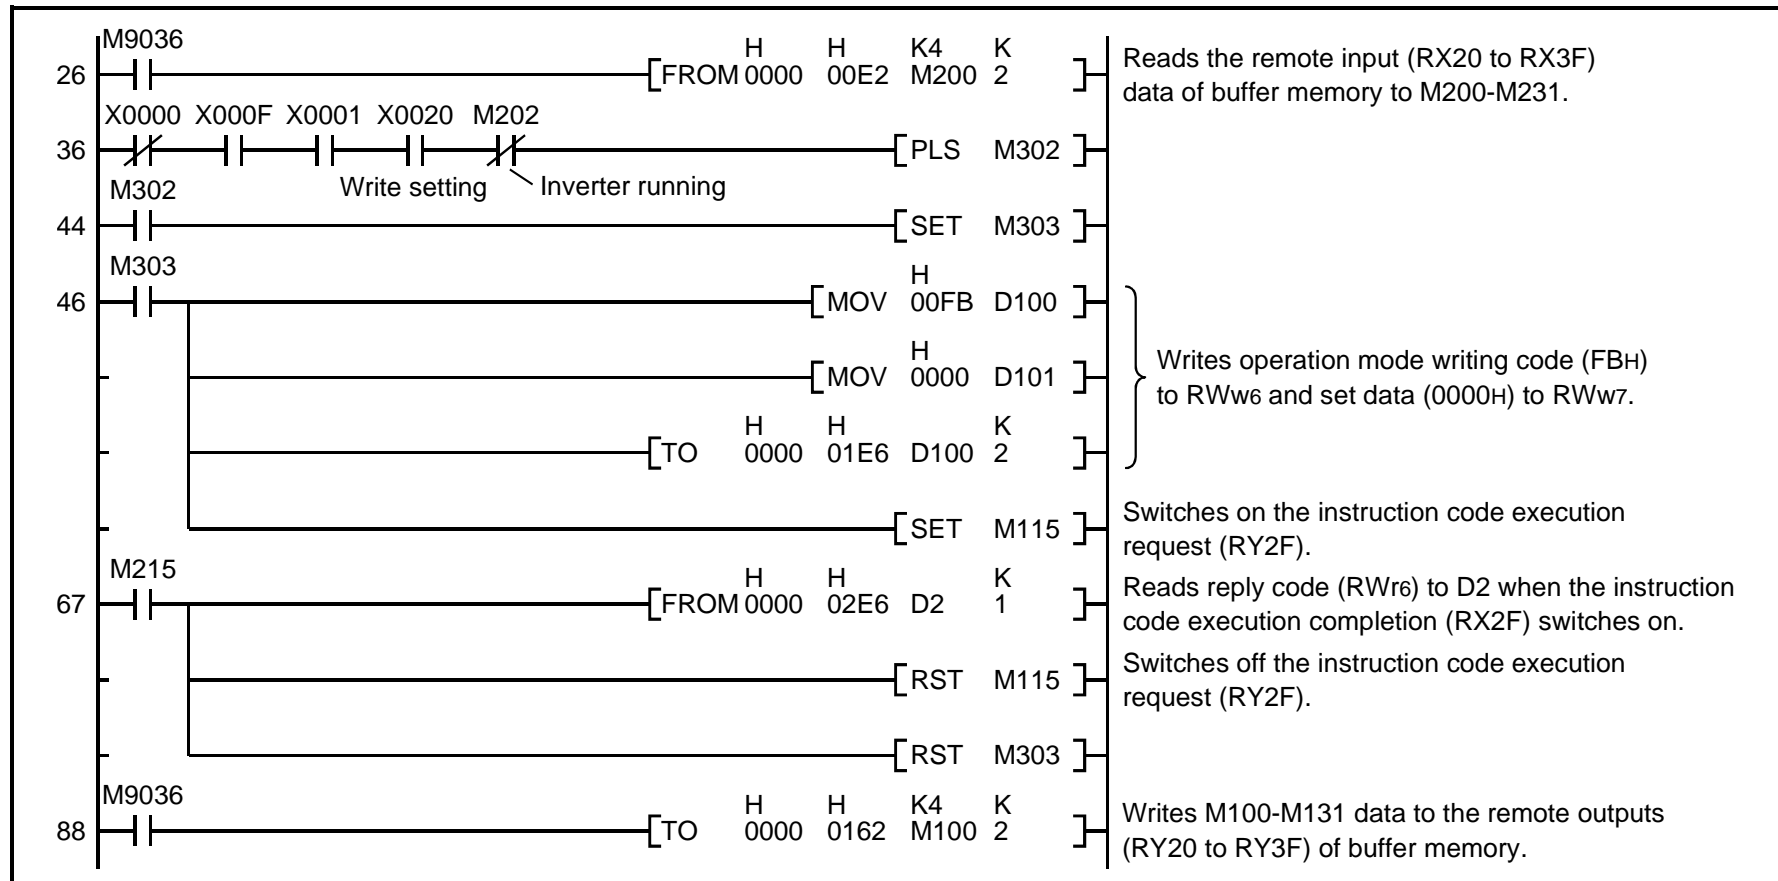 M9036
H H K4 K
26 FROM 0000 00E2 M200 2
Reads the remote input (RX20 to RX3F)
data of buffer memory to M200-M231.
X0000 X000F X0001 X0020 M202
36 PLS M302
Write setting Inverter running
M302
44 SET M303
M303
H
46 MOV 00FB D100
H
MOV 0000 D101
Writes operation mode writing code (FBH)
to RWw6 and set data (0000H) to RWw7.
H H K
TO 0000 01E6 D100 2
SET M115
Switches on the instruction code execution
request (RY2F).
M215
H H K
67 FROM 0000 02E6 D2 1
Reads reply code (RWr6) to D2 when the instruction
code execution completion (RX2F) switches on.
RST M115
Switches off the instruction code execution
request (RY2F).
RST M303
M9036
H H K4 K
88 TO 0000 0162 M100 2
Writes M100-M131 data to the remote outputs
(RY20 to RY3F) of buffer memory.